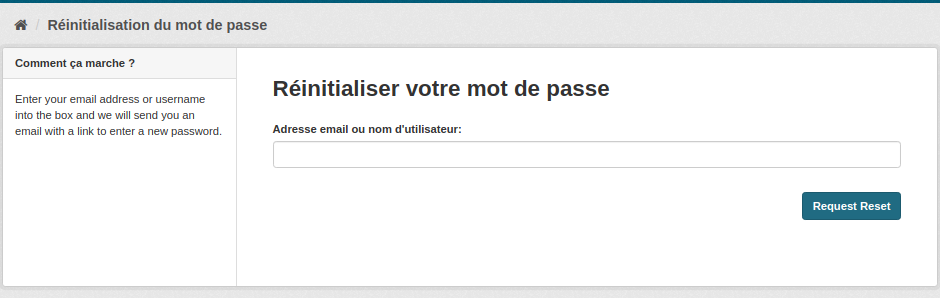 / Réinitialisation du mot de passe
Comment ça marche ?
Enter your email address or username
into the box and we will send you an
email with a link to enter a new password.
Réinitialiser votre mot de passe
Adresse email ou nom d'utilisateur:
Request Reset